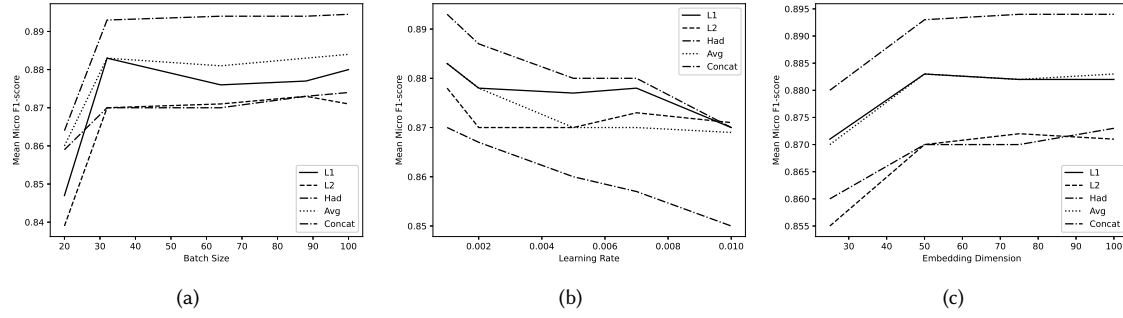 0.89
0.88
0.87
0.86
0.85
0.84
Mean Micro F1-score
20 30 40 50 60 70 80 90 100
Batch Size
L1
L2
Had
Avg
Concat
(a)
0.89
0.88
0.87
0.86
0.85
Mean Micro F1-score
0.002 0.004 0.006 0.008 0.010
Learning Rate
L1
L2
Had
Avg
Concat
(b)
0.895
0.890
0.885
0.880
0.875
0.870
0.865
0.860
0.855
Mean Micro F1-score
30 40 50 60 70 80 90 100
Embedding Dimension
L1
L2
Had
Avg
Concat
(c)